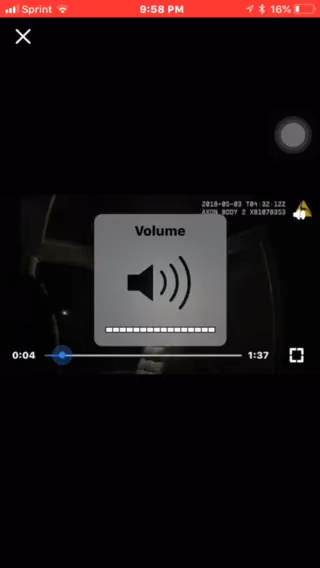 Sprint 9:58 PM 16%
2018-05-03 T04:32:12Z
AXON BODY 2 X81078353
Volume
0:04 1:37